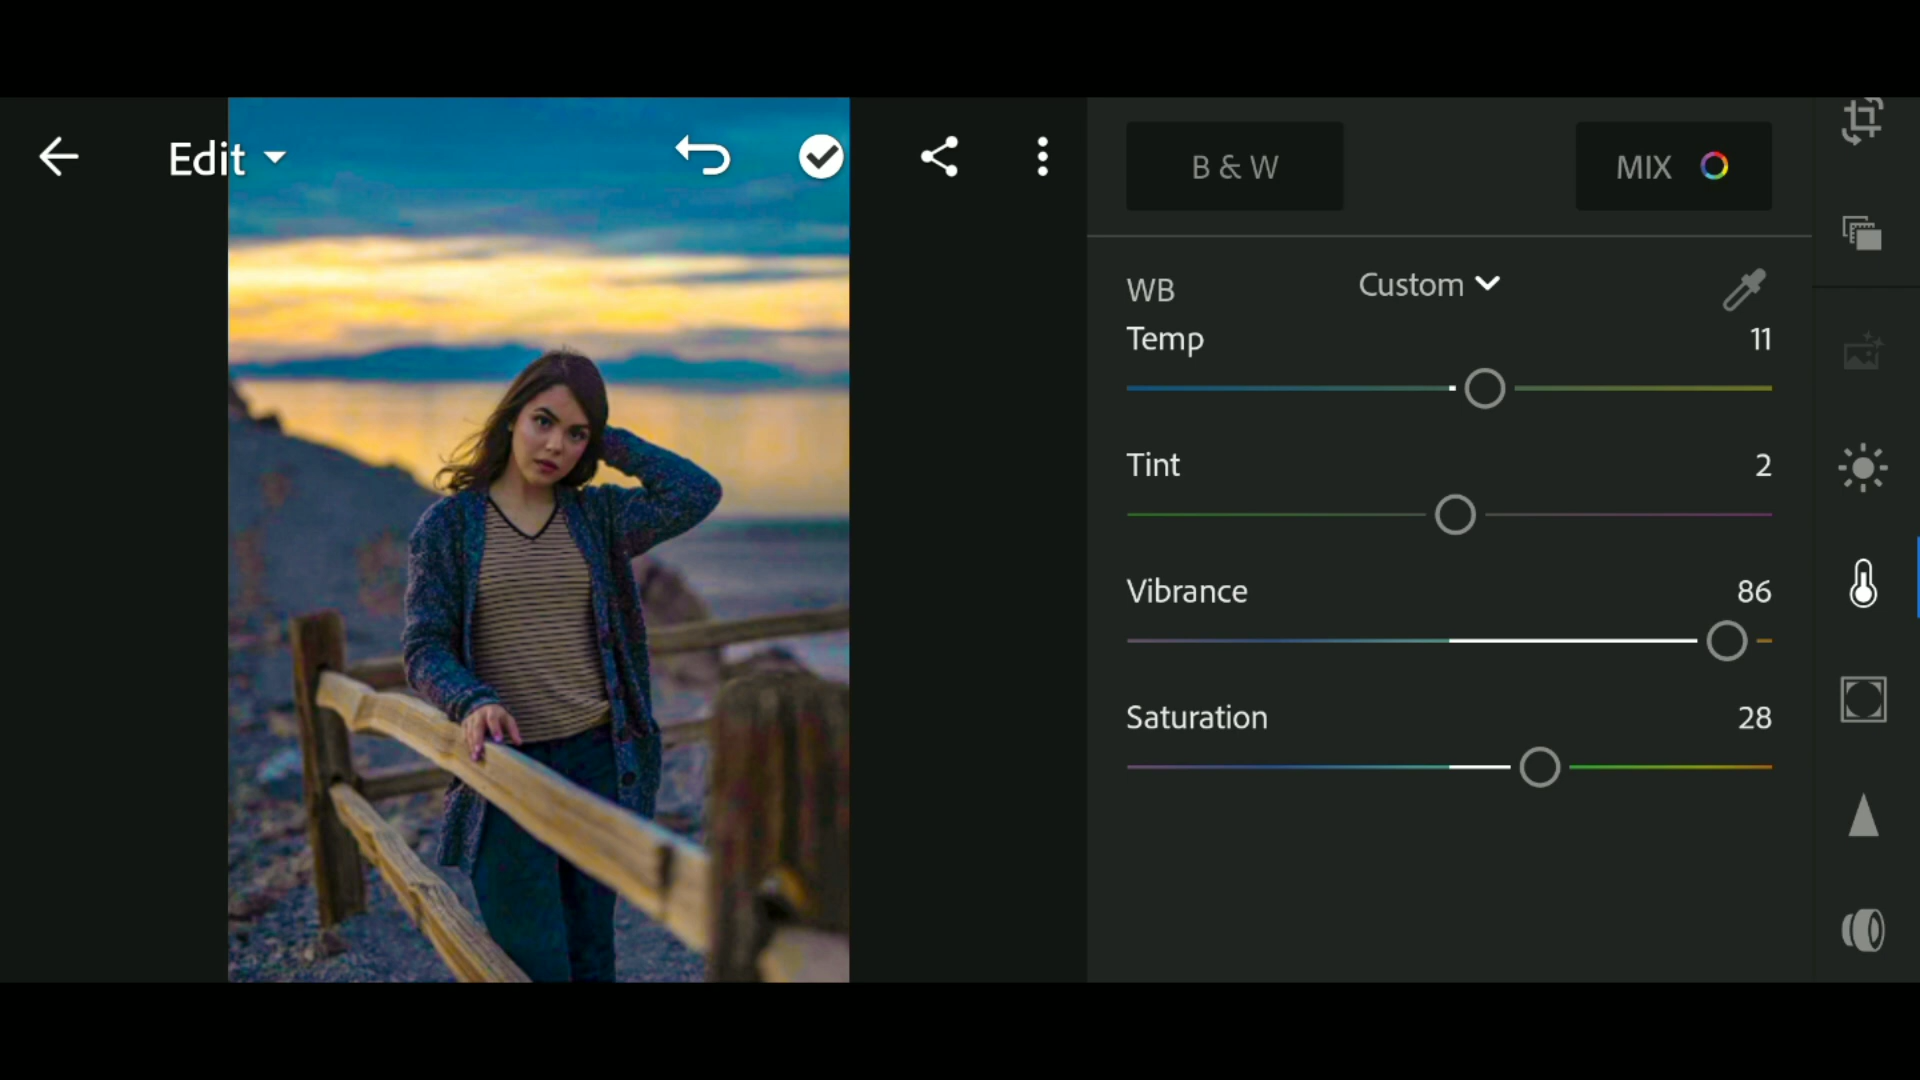 Edit
B & W
MIX
WB
Custom
Temp
11
Tint
2
Vibrance
86
Saturation
28